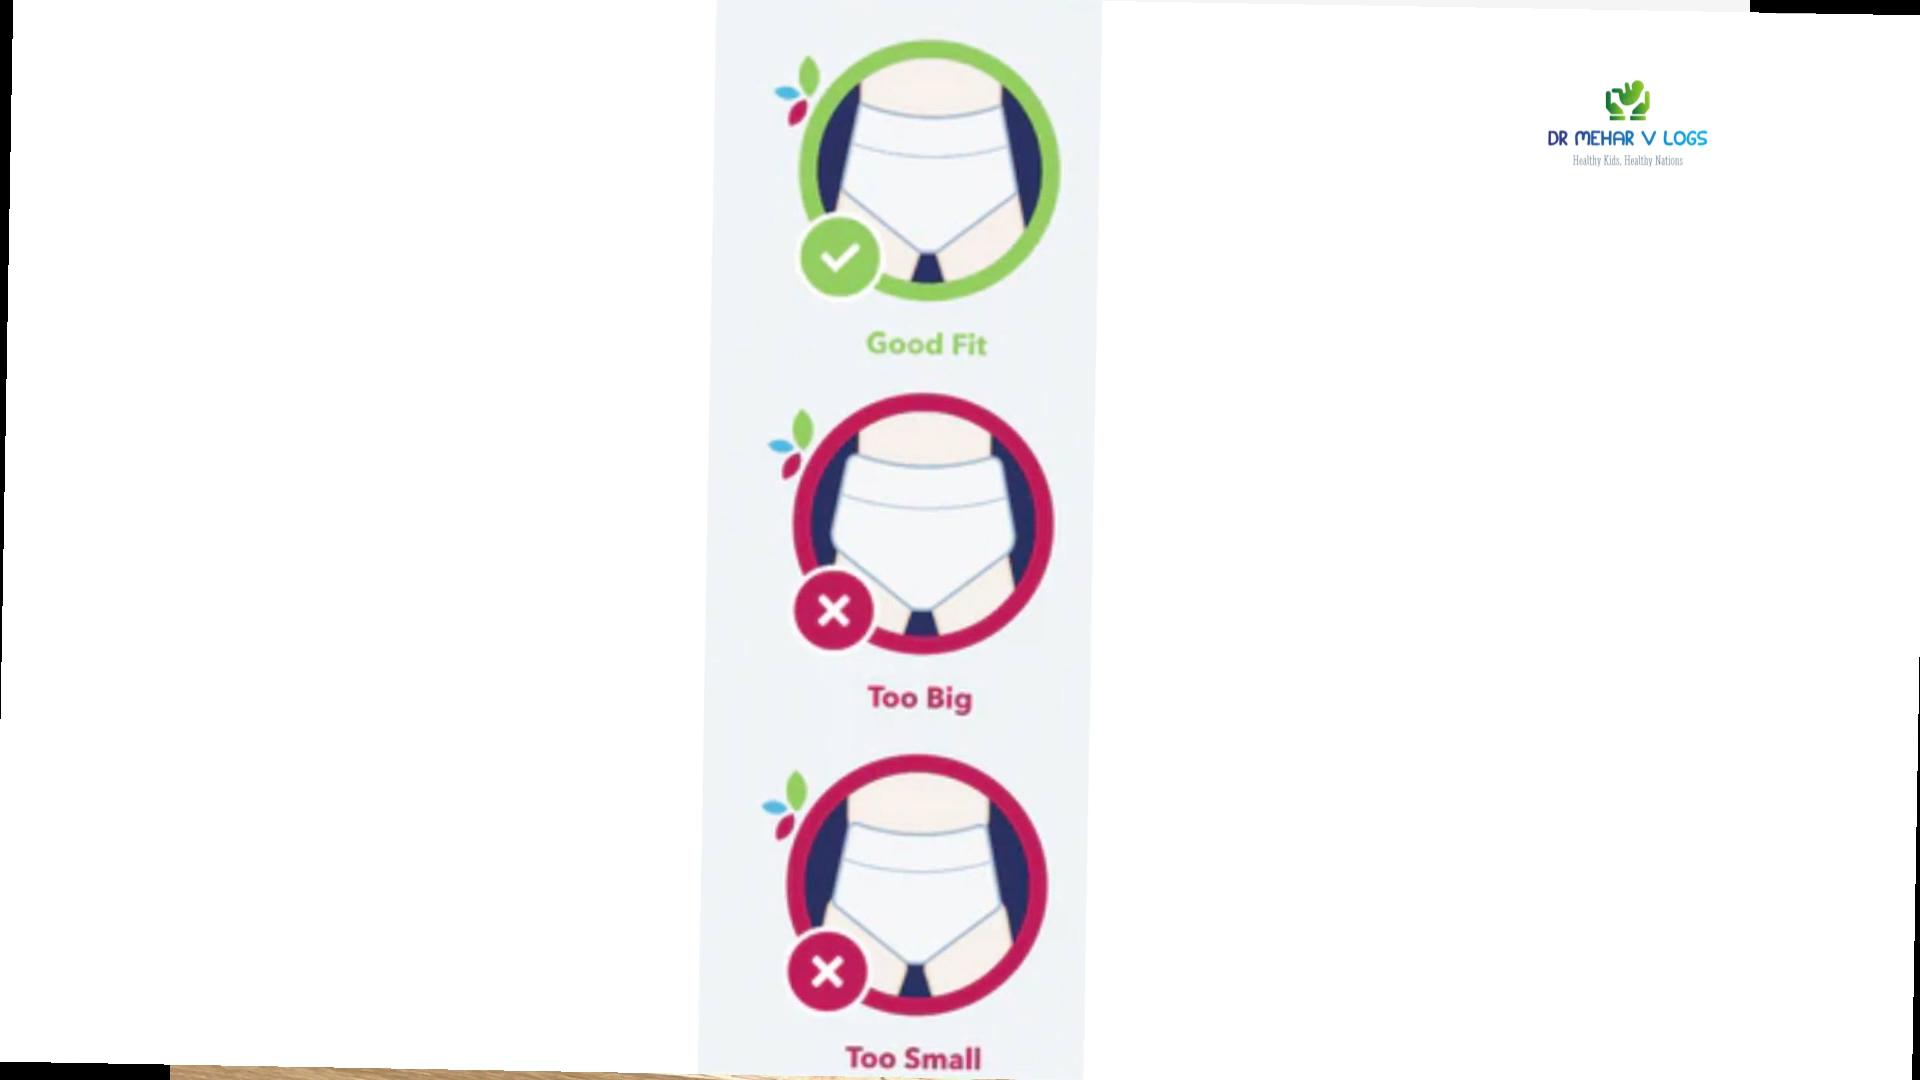 DR MEHAR V LOGS
Healthy Kids, Healthy Nations
Good Fit
Too Big
Too Small